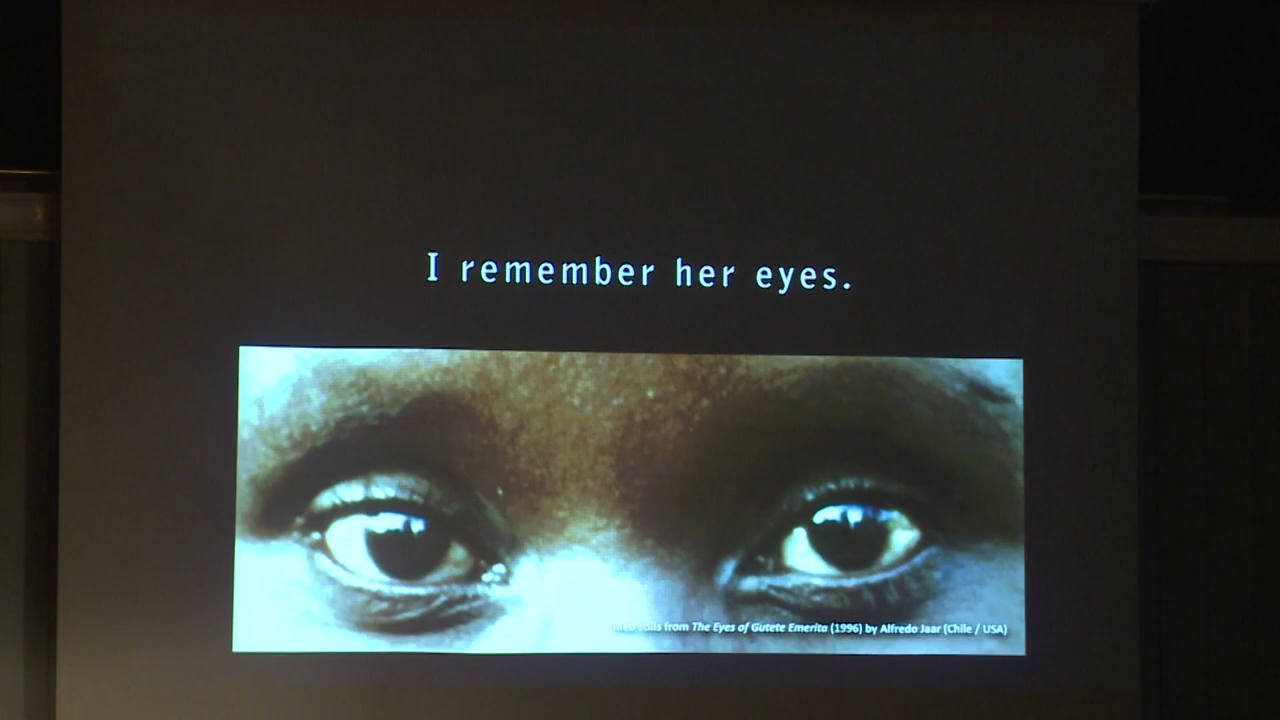 I remember her eyes.
stills from The Eyes of Gutete Emerita (1996) by Alfredo Jaar (Chile / USA)